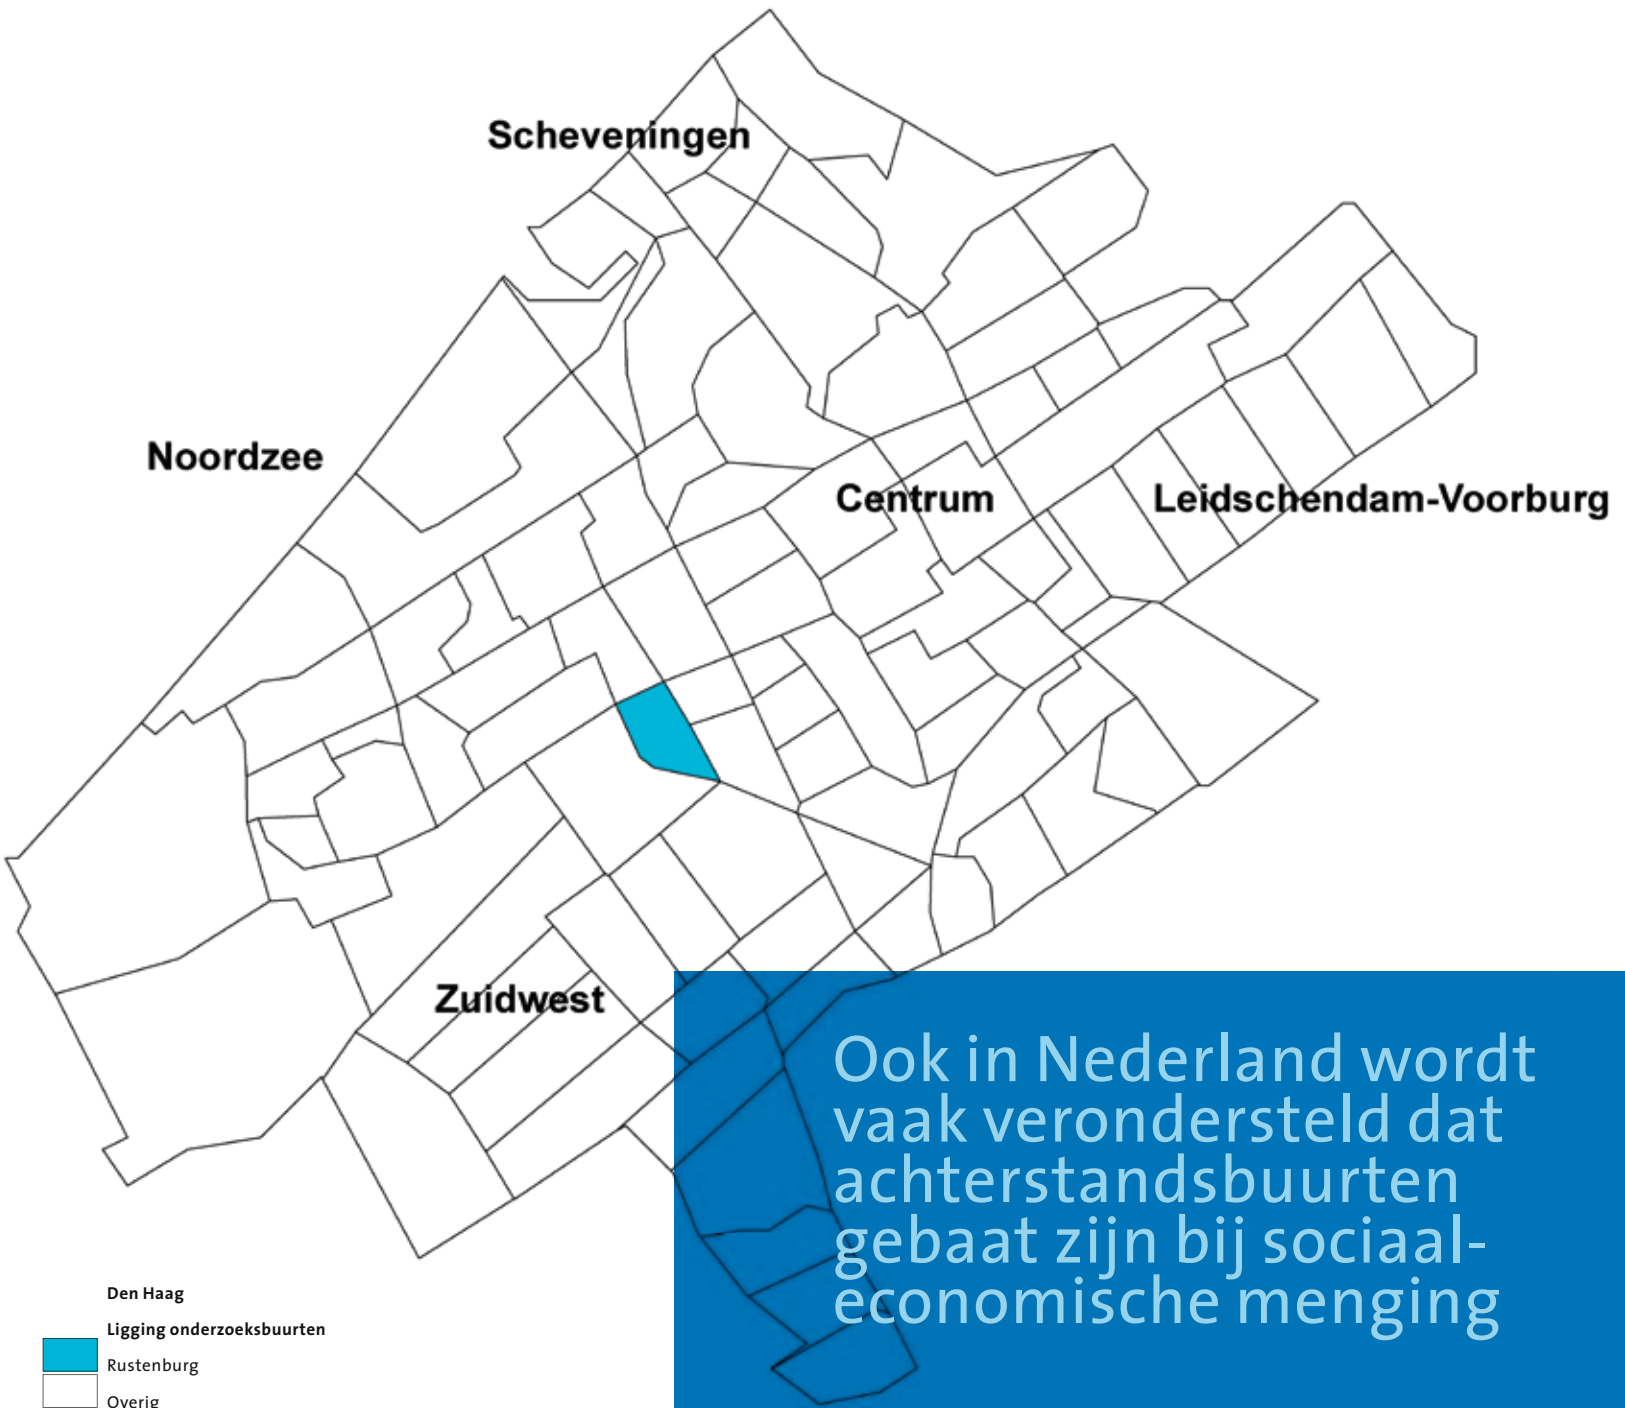 Scheveningen
Noordzee
Centrum
Leidschendam-Voorburg
Zuidwest
Ook in Nederland wordt
vaak verondersteld dat
achterstandsbuurten
gebaat zijn bij sociaal-
economische menging
Den Haag
Ligging onderzoeksbuurten
Rustenburg
Overig